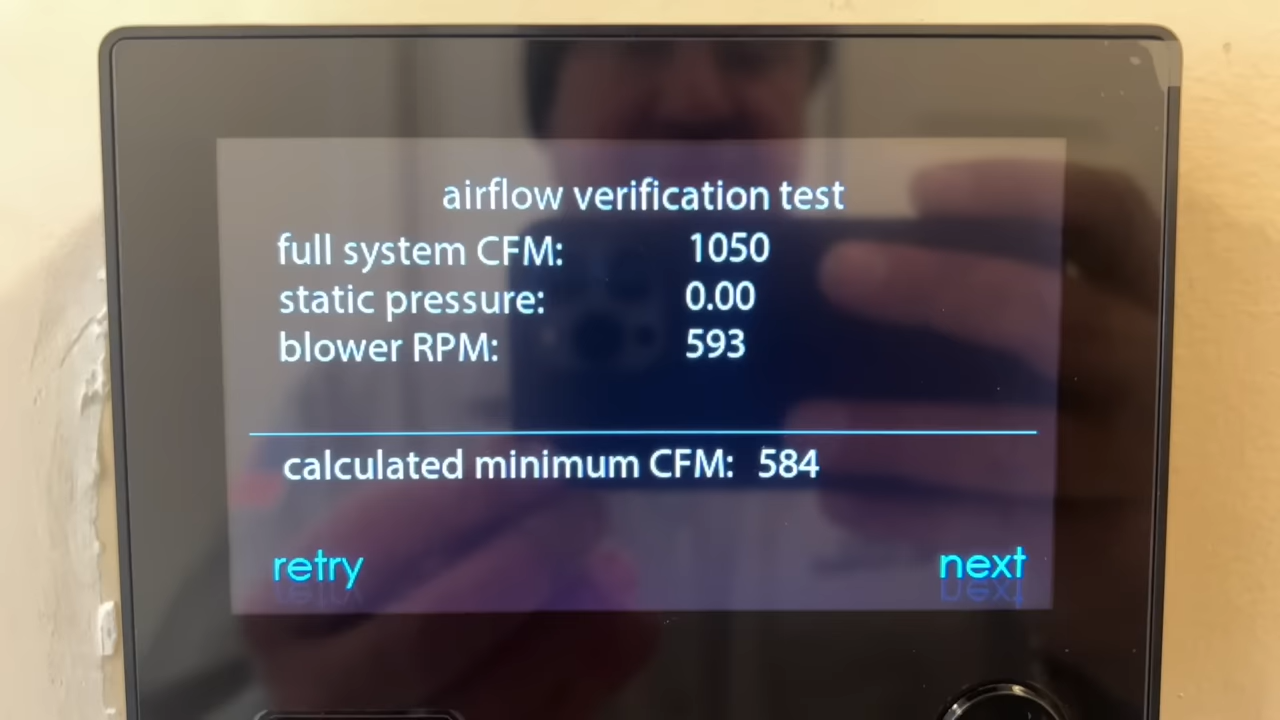 airflow verification test
full system CFM: 1050
static pressure: 0.00
blower RPM: 593
calculated minimum CFM: 584
retry next